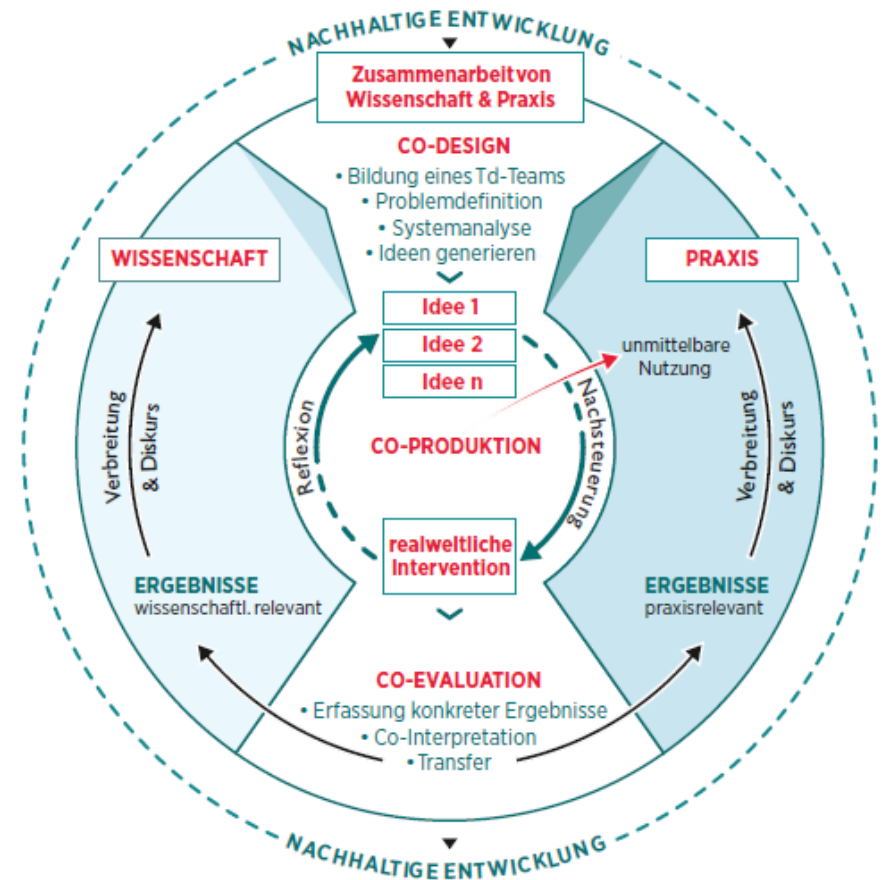 NACHHALTIGE ENTWICKLUNG
Zusammenarbeit von
Wissenschaft & Praxis
CO-DESIGN
• Bildung eines Td-Teams
• Problemdefinition
• Systemanalyse
• Ideen generieren
WISSENSCHAFT
PRAXIS
Idee 1
Idee 2
Idee n
unmittelbare
Nutzung
Reflexion
Nachsteuerung
CO-PRODUKTION
Verbreitung
& Diskurs
Verbreitung
& Diskurs
realweltliche
Intervention
ERGEBNISSE
wissenschaftl. relevant
ERGEBNISSE
praxisrelevant
CO-EVALUATION
• Erfassung konkreter Ergebnisse
• Co-Interpretation
• Transfer
NACHHALTIGE ENTWICKLUNG